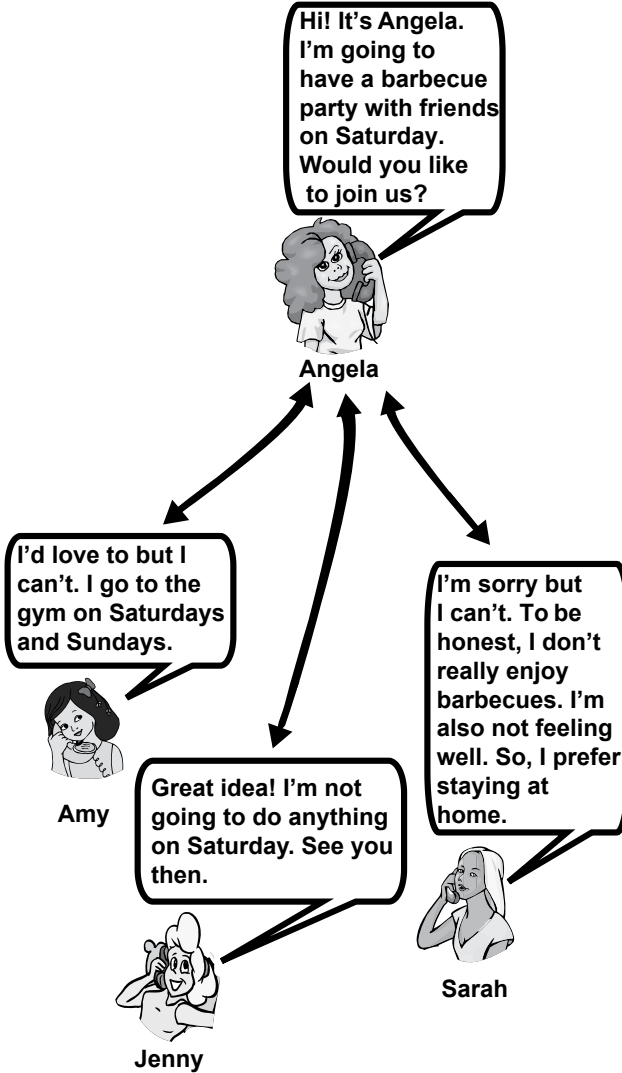 Hi! It's Angela.
I'm going to
have a barbecue
party with friends
on Saturday.
Would you like
to join us?
Angela
I'd love to but I
can't. I go to the
gym on Saturdays
and Sundays.
Amy
Great idea! I'm not
going to do anything
on Saturday. See you
then.
Jenny
I'm sorry but
I can't. To be
honest, I don't
really enjoy
barbecues. I'm
also not feeling
well. So, I prefer
staying at
home.
Sarah